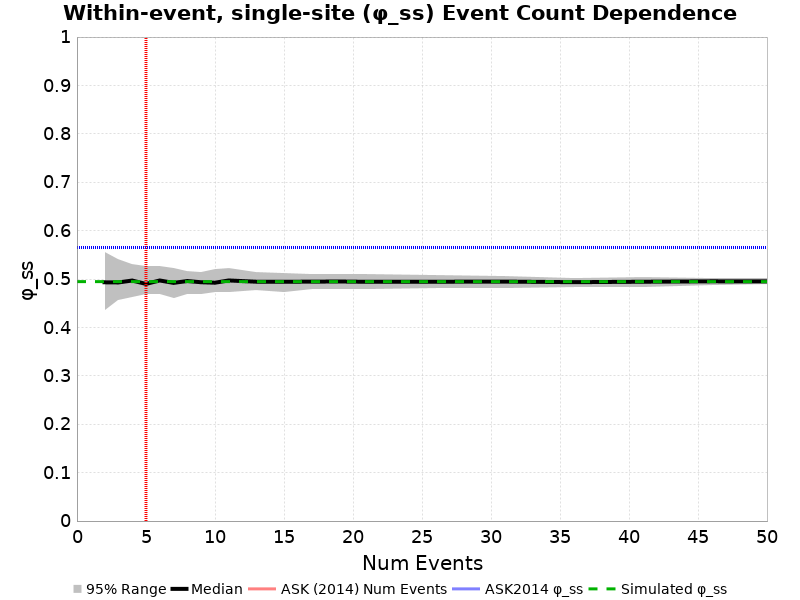 Within-event, single-site (φ_ss) Event Count Dependence
1
0.9
0.8
0.7
0.6
0.5
0.4
0.3
0.2
0.1
0
φ_ss
0 5 10 15 20 25 30 35 40 45 50
Num Events
95% Range Median ASK (2014) Num Events ASK2014 φ_ss Simulated φ_ss